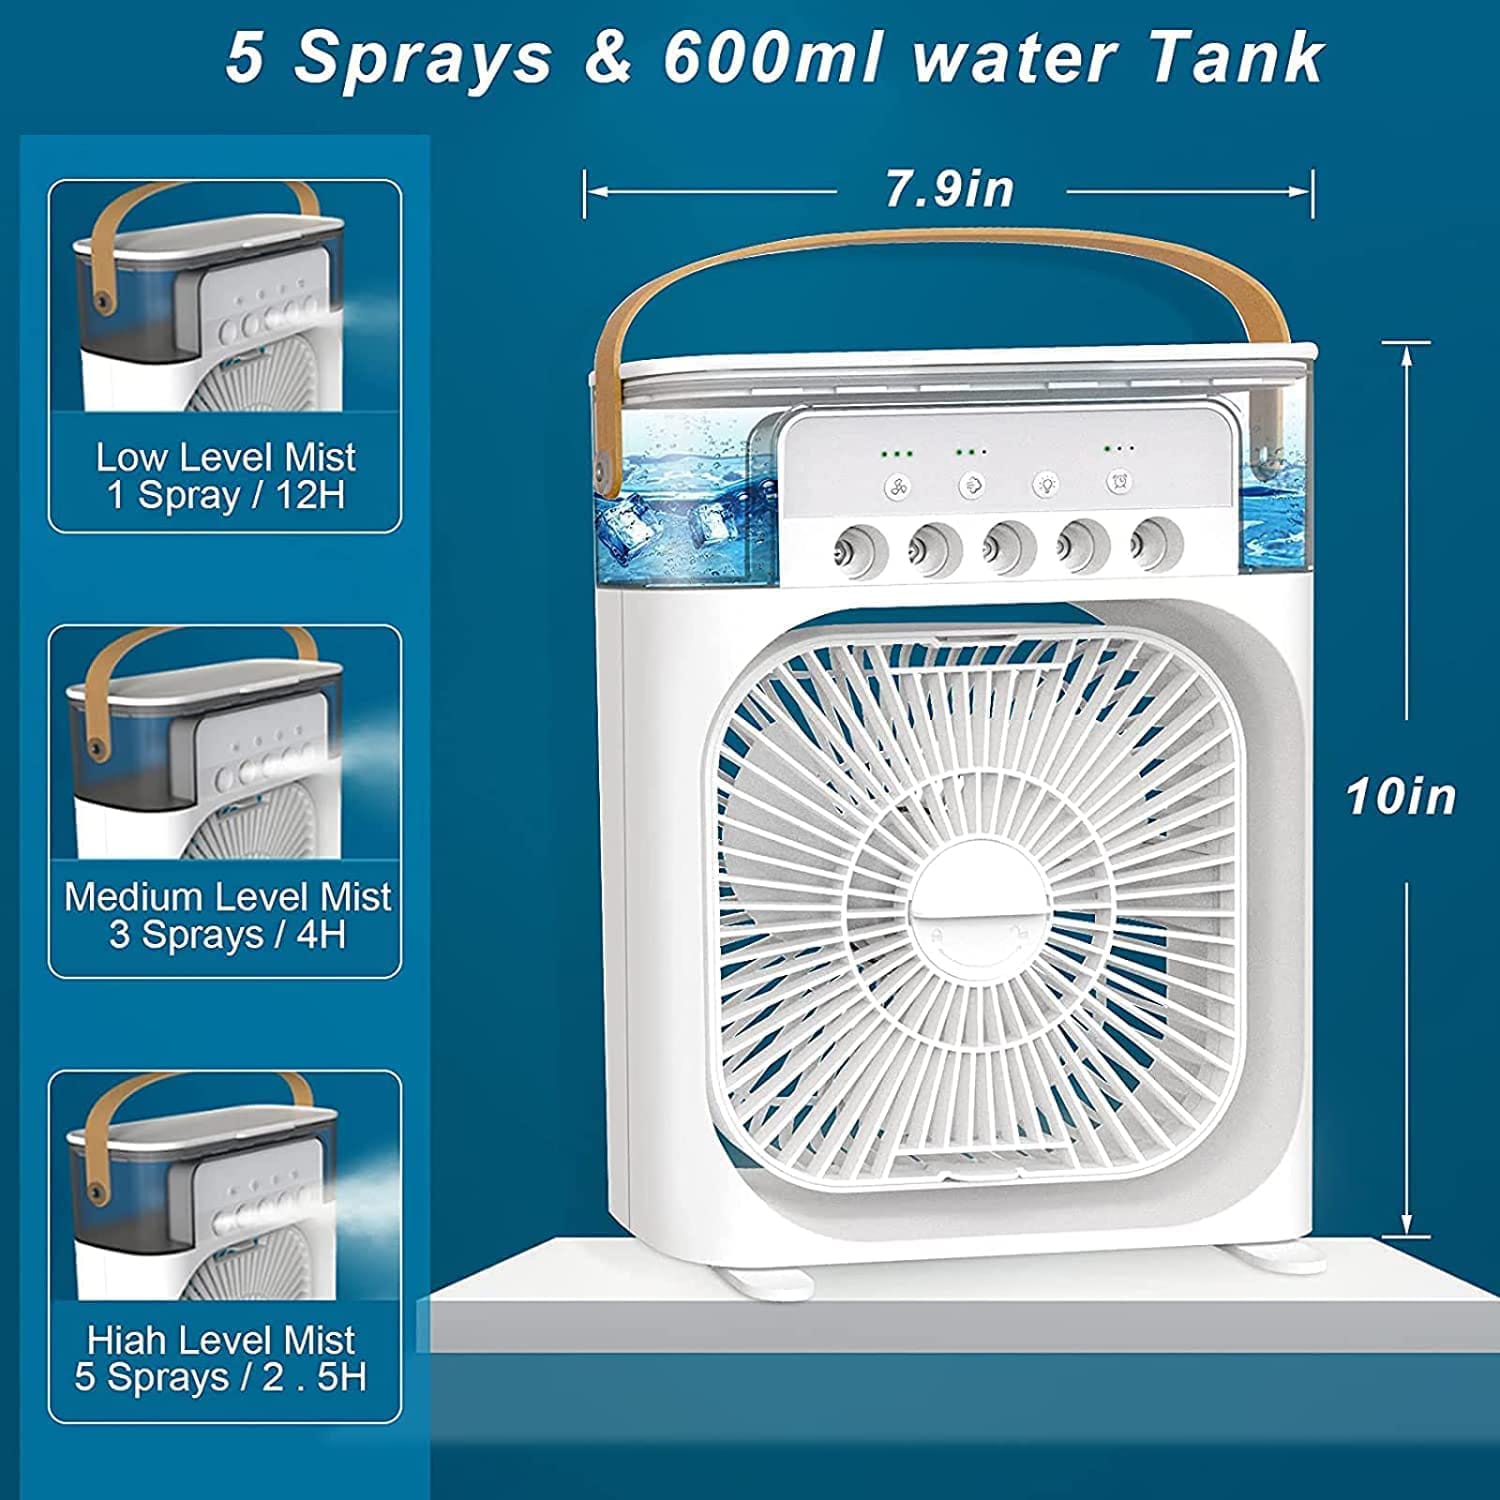 5 Sprays & 600ml water Tank
7.9in
10in
Low Level Mist
1 Spray / 12H
Medium Level Mist
3 Sprays / 4H
Hiah Level Mist
5 Sprays / 2 . 5H